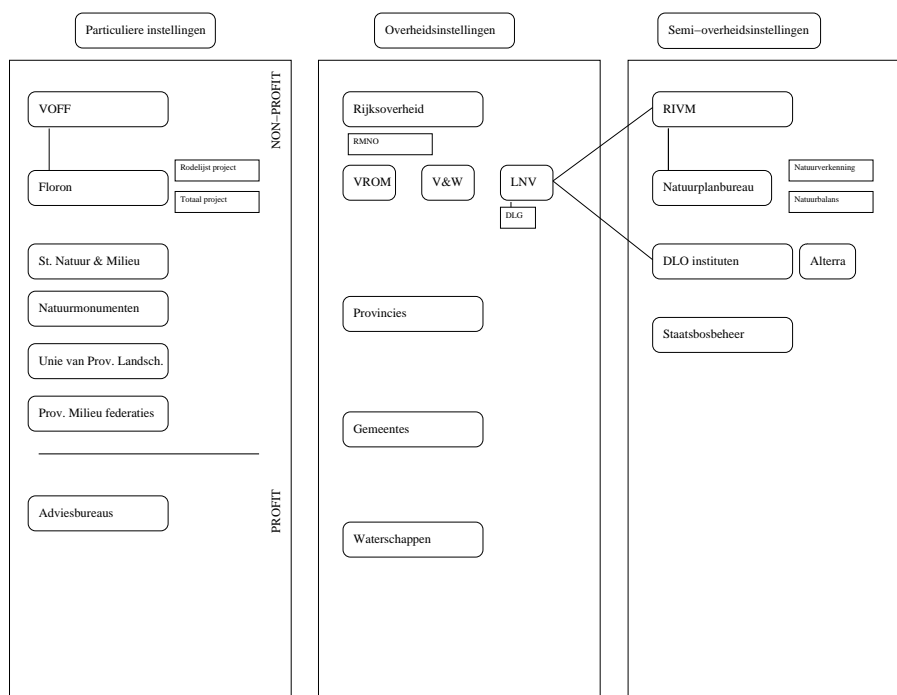 Particuliere instellingen
Overheidsinstellingen
Semi−overheidsinstellingen
NON−PROFIT
VOFF
Floron
Rodelijst project
Totaal project
St. Natuur & Milieu
Natuurmonumenten
Unie van Prov. Landsch.
Prov. Milieu federaties
PROFIT
Adviesbureaus
Rijksoverheid
RMNO
VROM
V&W
LNV
DLG
Provincies
Gemeentes
Waterschappen
RIVM
Natuurplanbureau
Natuurverkenning
Natuurbalans
DLO instituten
Alterra
Staatsbosbeheer